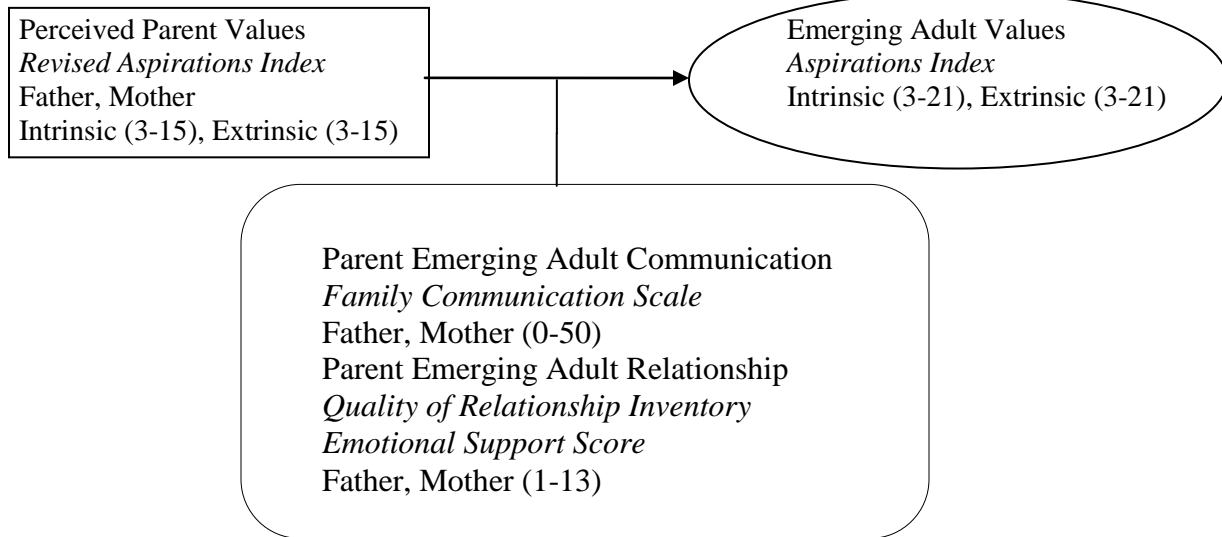 Perceived Parent Values
Revised Aspirations Index
Father, Mother
Intrinsic (3-15), Extrinsic (3-15)
Emerging Adult Values
Aspirations Index
Intrinsic (3-21), Extrinsic (3-21)
Parent Emerging Adult Communication
Family Communication Scale
Father, Mother (0-50)
Parent Emerging Adult Relationship
Quality of Relationship Inventory
Emotional Support Score
Father, Mother (1-13)